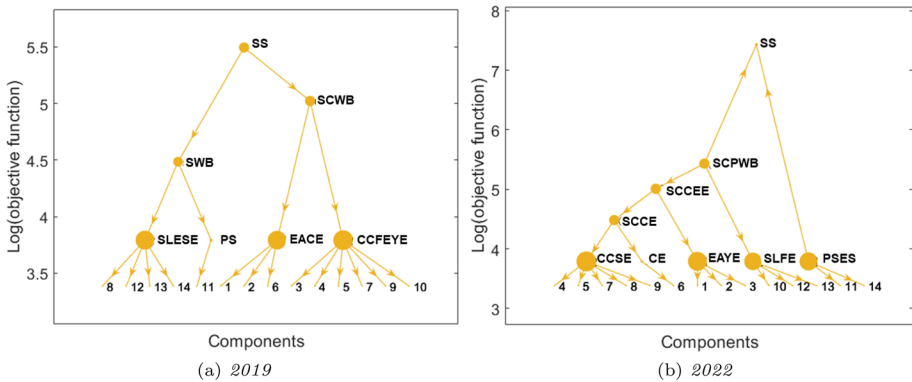 5.5
5
4.5
4
3.5
Log(objective function)
SS
SCWB
SWB
SLESE
PS
EACE
CCFEYE
8 12 13 14 11 1 2 6 3 4 5 7 9 10
Components
(a) 2019
8
7
6
5
4
3
Log(objective function)
SS
SCPWB
SCCEE
SCCE
CCSE
CE
EAYE
SLFE
PSES
4 5 7 8 9 6 1 2 3 10 12 13 11 14
Components
(b) 2022